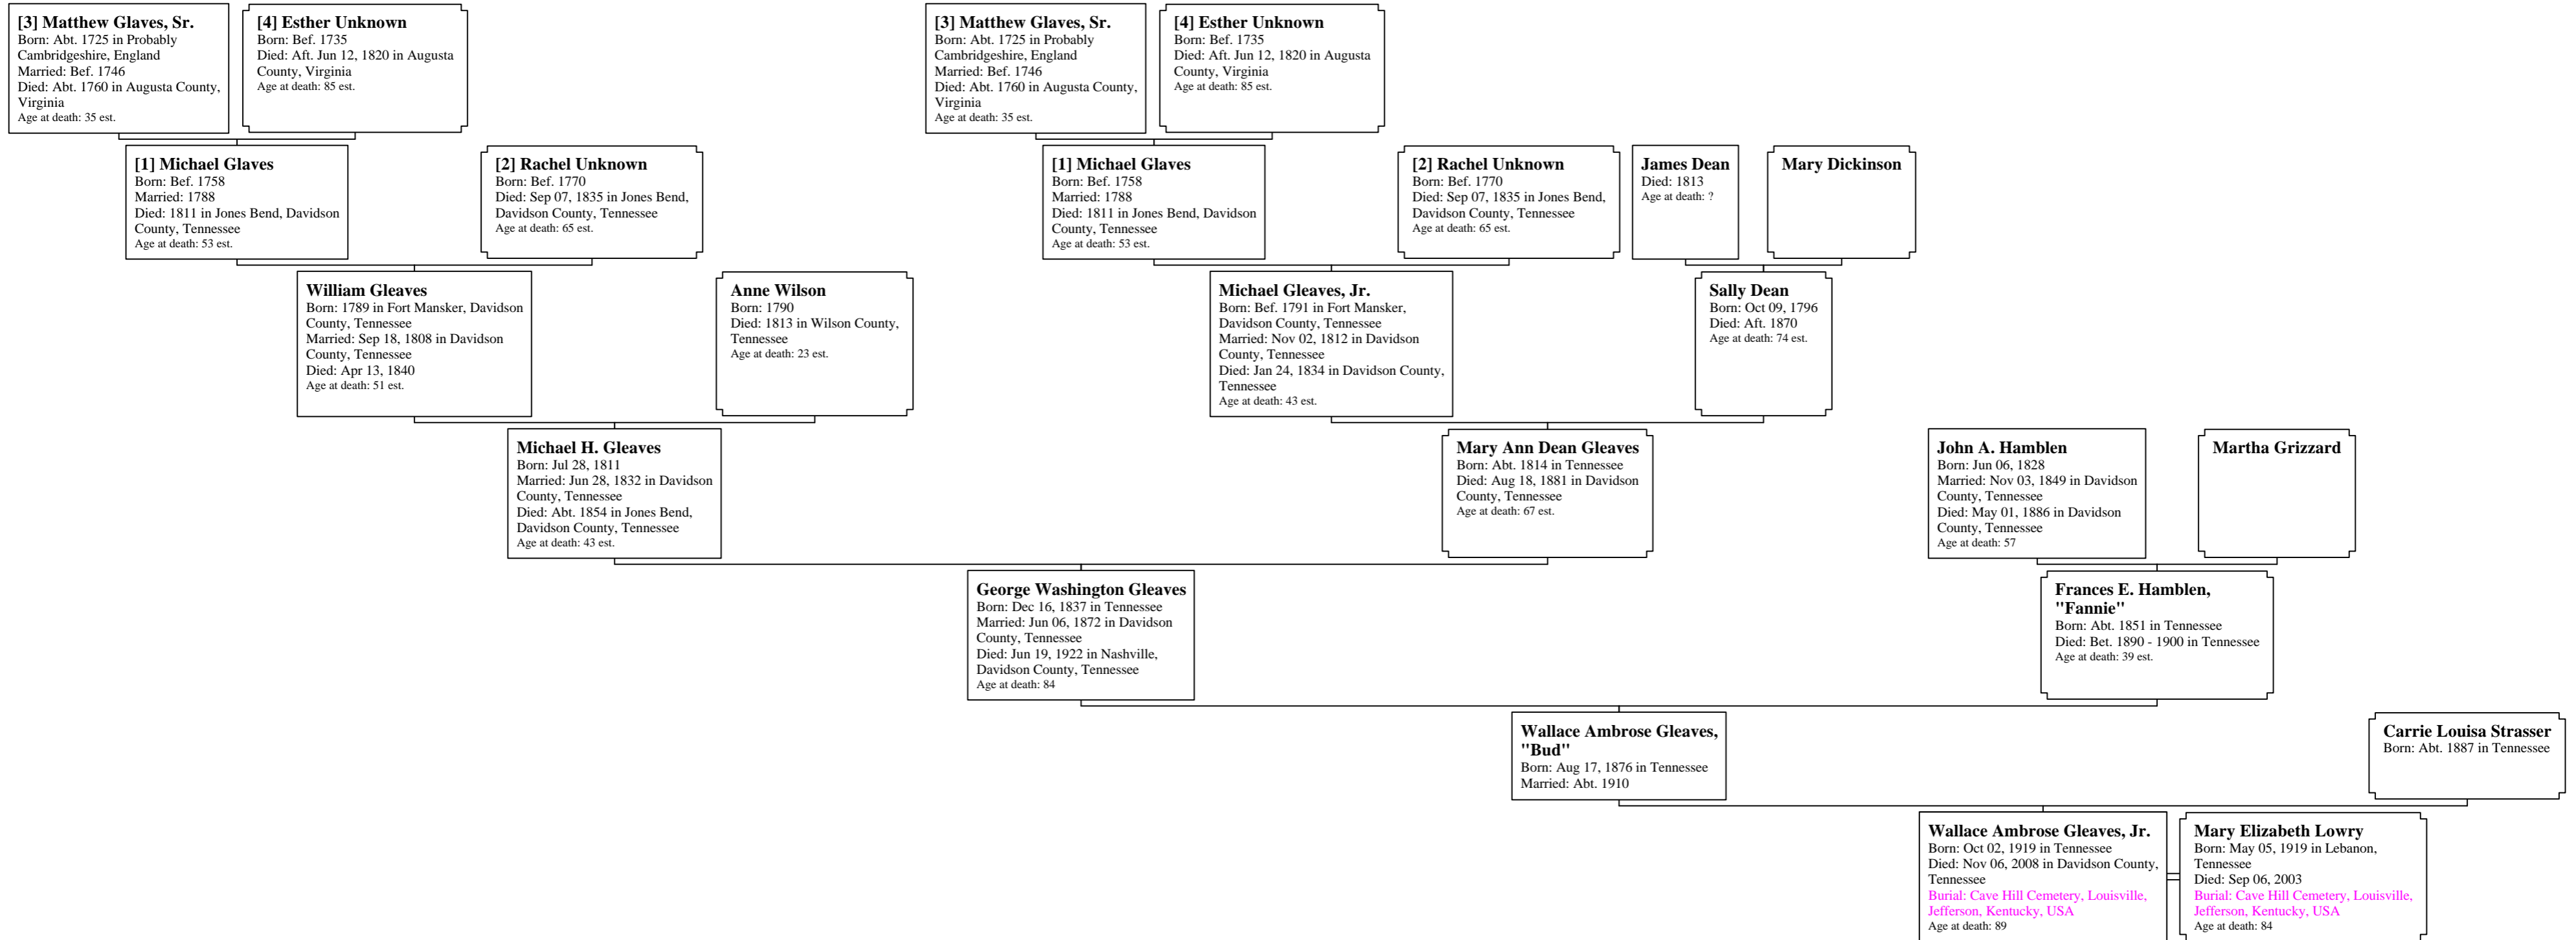 [3] Matthew Glaves, Sr.
Born: Abt. 1725 in Probably
Cambridgeshire, England
Married: Bef. 1746
Died: Abt. 1760 in Augusta County,
Virginia
Age at death: 35 est.
[4] Esther Unknown
Born: Bef. 1735
Died: Aft. Jun 12, 1820 in Augusta
County, Virginia
Age at death: 85 est.
[3] Matthew Glaves, Sr.
Born: Abt. 1725 in Probably
Cambridgeshire, England
Married: Bef. 1746
Died: Abt. 1760 in Augusta County,
Virginia
Age at death: 35 est.
[4] Esther Unknown
Born: Bef. 1735
Died: Aft. Jun 12, 1820 in Augusta
County, Virginia
Age at death: 85 est.
[1] Michael Glaves
Born: Bef. 1758
Married: 1788
Died: 1811 in Jones Bend, Davidson
County, Tennessee
Age at death: 53 est.
[2] Rachel Unknown
Born: Bef. 1770
Died: Sep 07, 1835 in Jones Bend,
Davidson County, Tennessee
Age at death: 65 est.
[1] Michael Glaves
Born: Bef. 1758
Married: 1788
Died: 1811 in Jones Bend, Davidson
County, Tennessee
Age at death: 53 est.
[2] Rachel Unknown
Born: Bef. 1770
Died: Sep 07, 1835 in Jones Bend,
Davidson County, Tennessee
Age at death: 65 est.
James Dean
Died: 1813
Age at death: ?
Mary Dickinson
William Gleaves
Born: 1789 in Fort Mansker, Davidson
County, Tennessee
Married: Sep 18, 1808 in Davidson
County, Tennessee
Died: Apr 13, 1840
Age at death: 51 est.
Anne Wilson
Born: 1790
Died: 1813 in Wilson County,
Tennessee
Age at death: 23 est.
Michael Gleaves, Jr.
Born: Bef. 1791 in Fort Mansker,
Davidson County, Tennessee
Married: Nov 02, 1812 in Davidson
County, Tennessee
Died: Jan 24, 1834 in Davidson County,
Tennessee
Age at death: 43 est.
Sally Dean
Born: Oct 09, 1796
Died: Aft. 1870
Age at death: 74 est.
Michael H. Gleaves
Born: Jul 28, 1811
Married: Jun 28, 1832 in Davidson
County, Tennessee
Died: Abt. 1854 in Jones Bend,
Davidson County, Tennessee
Age at death: 43 est.
Mary Ann Dean Gleaves
Born: Abt. 1814 in Tennessee
Died: Aug 18, 1881 in Davidson
County, Tennessee
Age at death: 67 est.
John A. Hamblen
Born: Jun 06, 1828
Married: Nov 03, 1849 in Davidson
County, Tennessee
Died: May 01, 1886 in Davidson
County, Tennessee
Age at death: 57
Martha Grizzard
George Washington Gleaves
Born: Dec 16, 1837 in Tennessee
Married: Jun 06, 1872 in Davidson
County, Tennessee
Died: Jun 19, 1922 in Nashville,
Davidson County, Tennessee
Age at death: 84
Frances E. Hamblen,
"Fannie"
Born: Abt. 1851 in Tennessee
Died: Bet. 1890 - 1900 in Tennessee
Age at death: 39 est.
Wallace Ambrose Gleaves,
"Bud"
Born: Aug 17, 1876 in Tennessee
Married: Abt. 1910
Carrie Louisa Strasser
Born: Abt. 1887 in Tennessee
Wallace Ambrose Gleaves, Jr.
Born: Oct 02, 1919 in Tennessee
Died: Nov 06, 2008 in Davidson County,
Tennessee
Burial: Cave Hill Cemetery, Louisville,
Jefferson, Kentucky, USA
Age at death: 89
Mary Elizabeth Lowry
Born: May 05, 1919 in Lebanon,
Tennessee
Died: Sep 06, 2003
Burial: Cave Hill Cemetery, Louisville,
Jefferson, Kentucky, USA
Age at death: 84